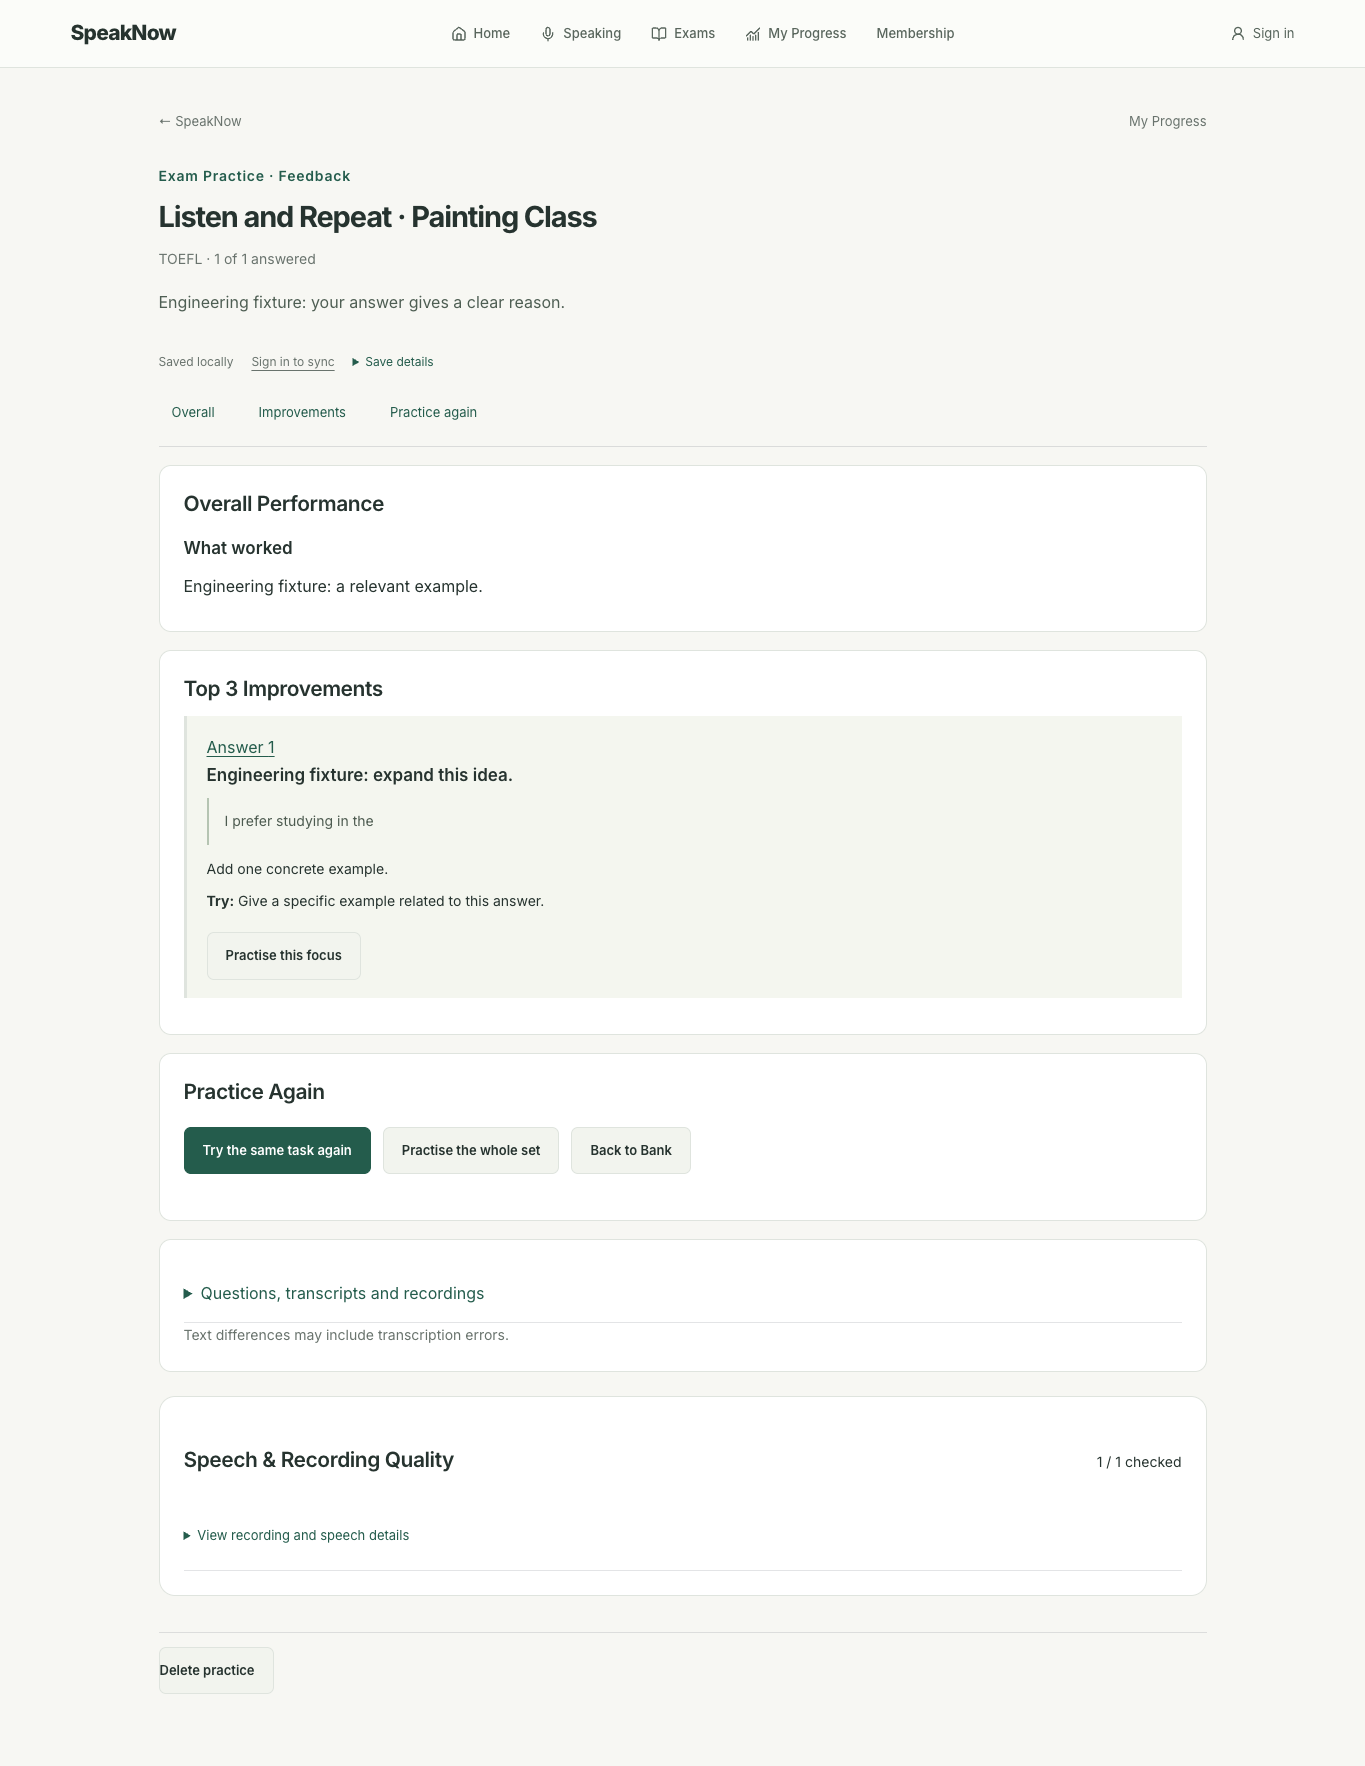 SpeakNow
Home
Speaking
Exams
My Progress
Membership
Sign in
← SpeakNow
My Progress
Exam Practice · Feedback
Listen and Repeat · Painting Class
TOEFL · 1 of 1 answered
Engineering fixture: your answer gives a clear reason.
Saved locally
Sign in to sync
Save details
Overall
Improvements
Practice again
Overall Performance
What worked
Engineering fixture: a relevant example.
Top 3 Improvements
Answer 1
Engineering fixture: expand this idea.
I prefer studying in the
Add one concrete example.
Try: Give a specific example related to this answer.
Practise this focus
Practice Again
Try the same task again
Practise the whole set
Back to Bank
Questions, transcripts and recordings
Text differences may include transcription errors.
Speech & Recording Quality
1 / 1 checked
View recording and speech details
Delete practice